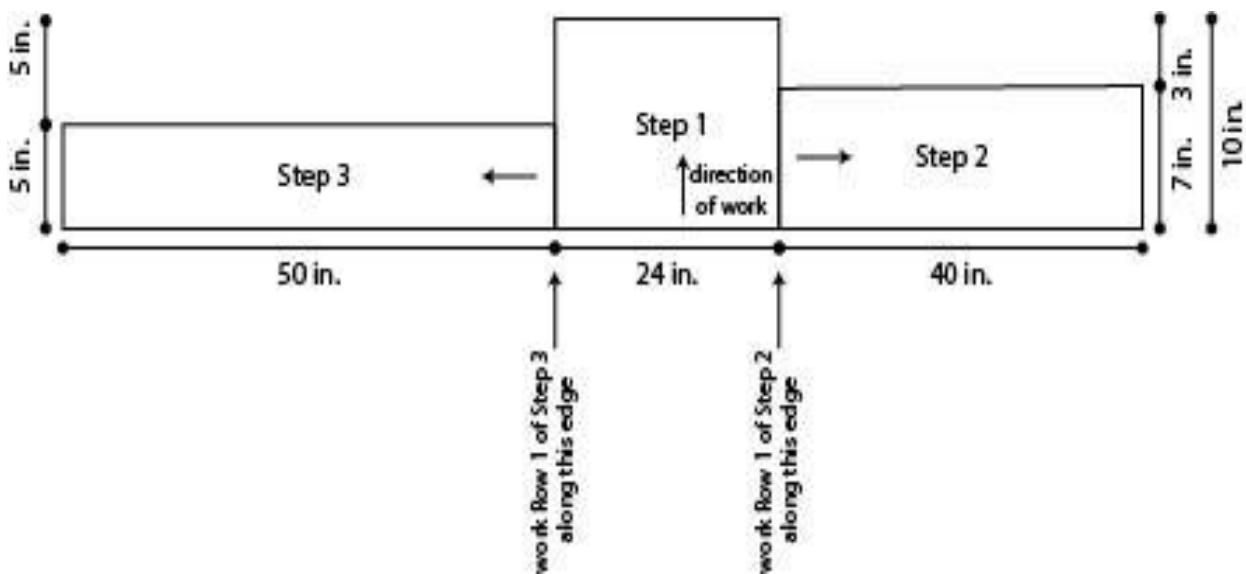 5 in.
5 in.
Step 3
Step 1
direction
of work
Step 2
3 in.
7 in.
10 in.
50 in.
24 in.
40 in.
work Row 1 of Step 3
along this edge
work Row 1 of Step 2
along this edge